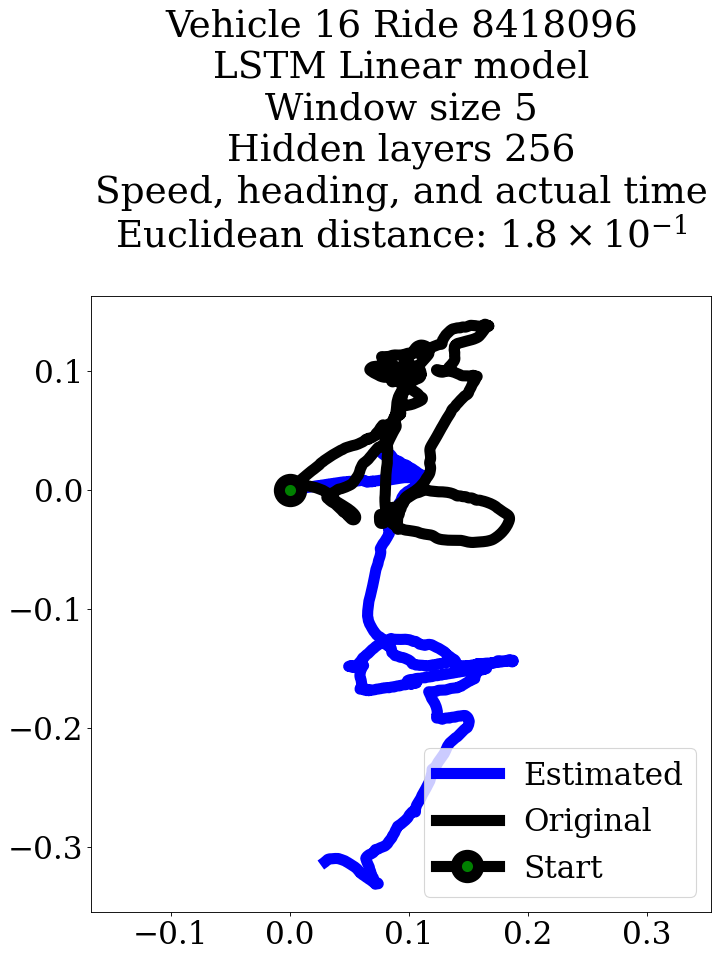 Vehicle 16 Ride 8418096
LSTM Linear model
Window size 5
Hidden layers 256
Speed, heading, and actual time
Euclidean distance: 1.8 × 10⁻¹
0.1
0.0
−0.1
−0.2
−0.3
Estimated
Original
Start
−0.1 0.0 0.1 0.2 0.3